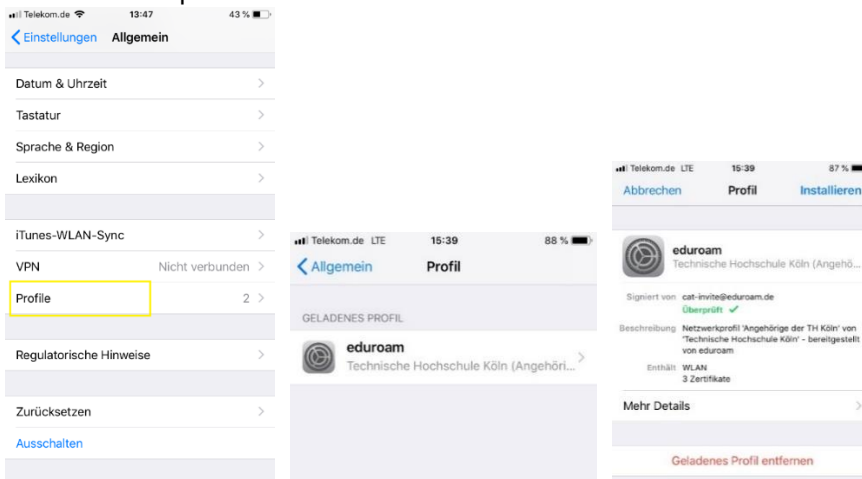 Telekom.de 13:47 43 %
Einstellungen Allgemein
Datum & Uhrzeit
Tastatur
Sprache & Region
Lexikon
iTunes-WLAN-Sync
VPN Nicht verbunden
Profile 2
Regulatorische Hinweise
Zurücksetzen
Ausschalten
Telekom.de LTE 15:39 88 %
Allgemein Profil
GELADENES PROFIL
eduroam
Technische Hochschule Köln (Angehöri...
Telekom.de LTE 15:39 87 %
Abbrechen Profil Installieren
eduroam
Technische Hochschule Köln (Angehö...
Signiert von cat-invite@eduroam.de
Überprüft ✓
Beschreibung Netzwerkprofil 'Angehörige der TH Köln' von
'Technische Hochschule Köln' - bereitgestellt
von eduroam
Enthält WLAN
3 Zertifikate
Mehr Details
Geladenes Profil entfernen